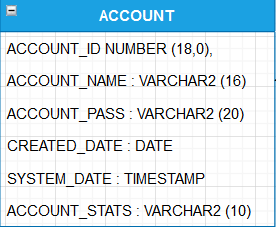 ACCOUNT
ACCOUNT_ID NUMBER (18,0),
ACCOUNT_NAME : VARCHAR2 (16)
ACCOUNT_PASS : VARCHAR2 (20)
CREATED_DATE : DATE
SYSTEM_DATE : TIMESTAMP
ACCOUNT_STATS : VARCHAR2 (10)